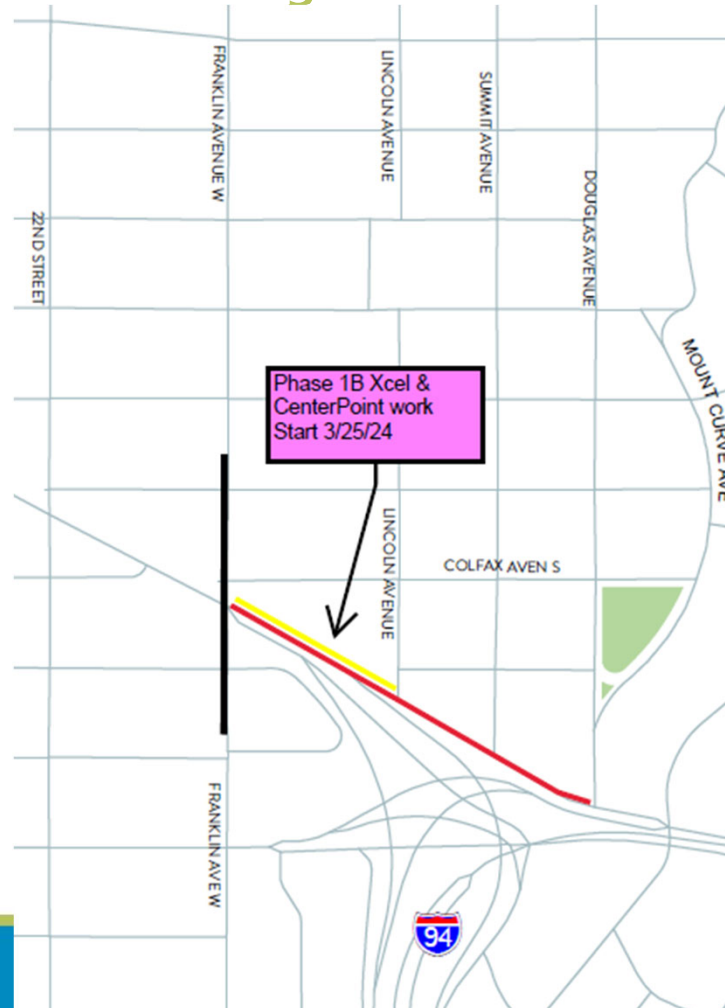 FRANKLIN AVENUE W
LINCOLN AVENUE
SUMMIT AVENUE
DOUGLAS AVENUE
22ND STREET
MOUNT CURVE AVE
Phase 1B Xcel &
CenterPoint work
Start 3/25/24
LINCOLN AVENUE
COLFAX AVEN S
FRANKLIN AVE W
94